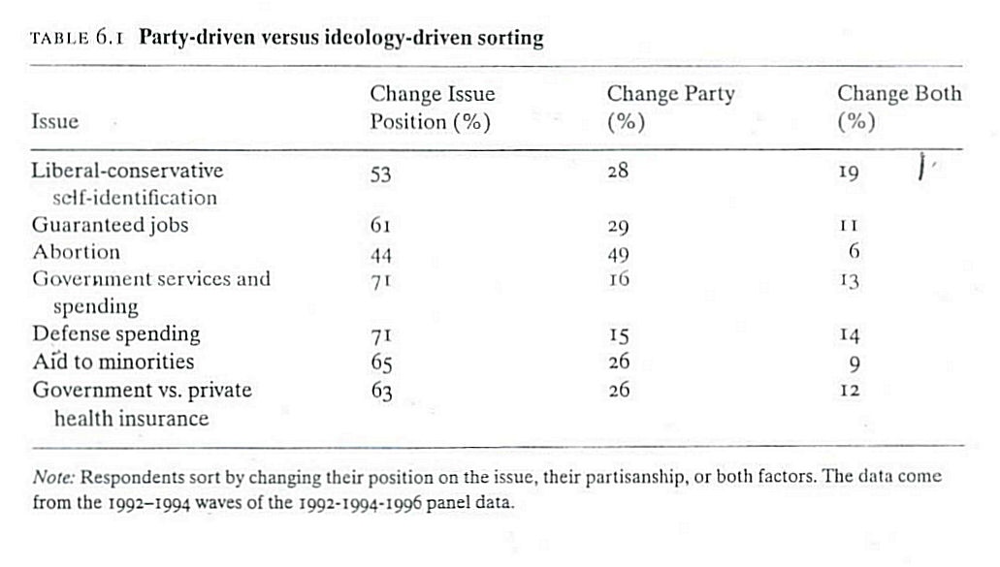 TABLE 6.1 Party-driven versus ideology-driven sorting
Change Issue Change Party Change Both
Issue Position (%) (%) (%)
Liberal-conservative 53 28 19
self-identification
Guaranteed jobs 61 29 11
Abortion 44 49 6
Government services and 71 16 13
spending
Defense spending 71 15 14
Aid to minorities 65 26 9
Government vs. private 63 26 12
health insurance
Note: Respondents sort by changing their position on the issue, their partisanship, or both factors. The data come
from the 1992–1994 waves of the 1992-1994-1996 panel data.